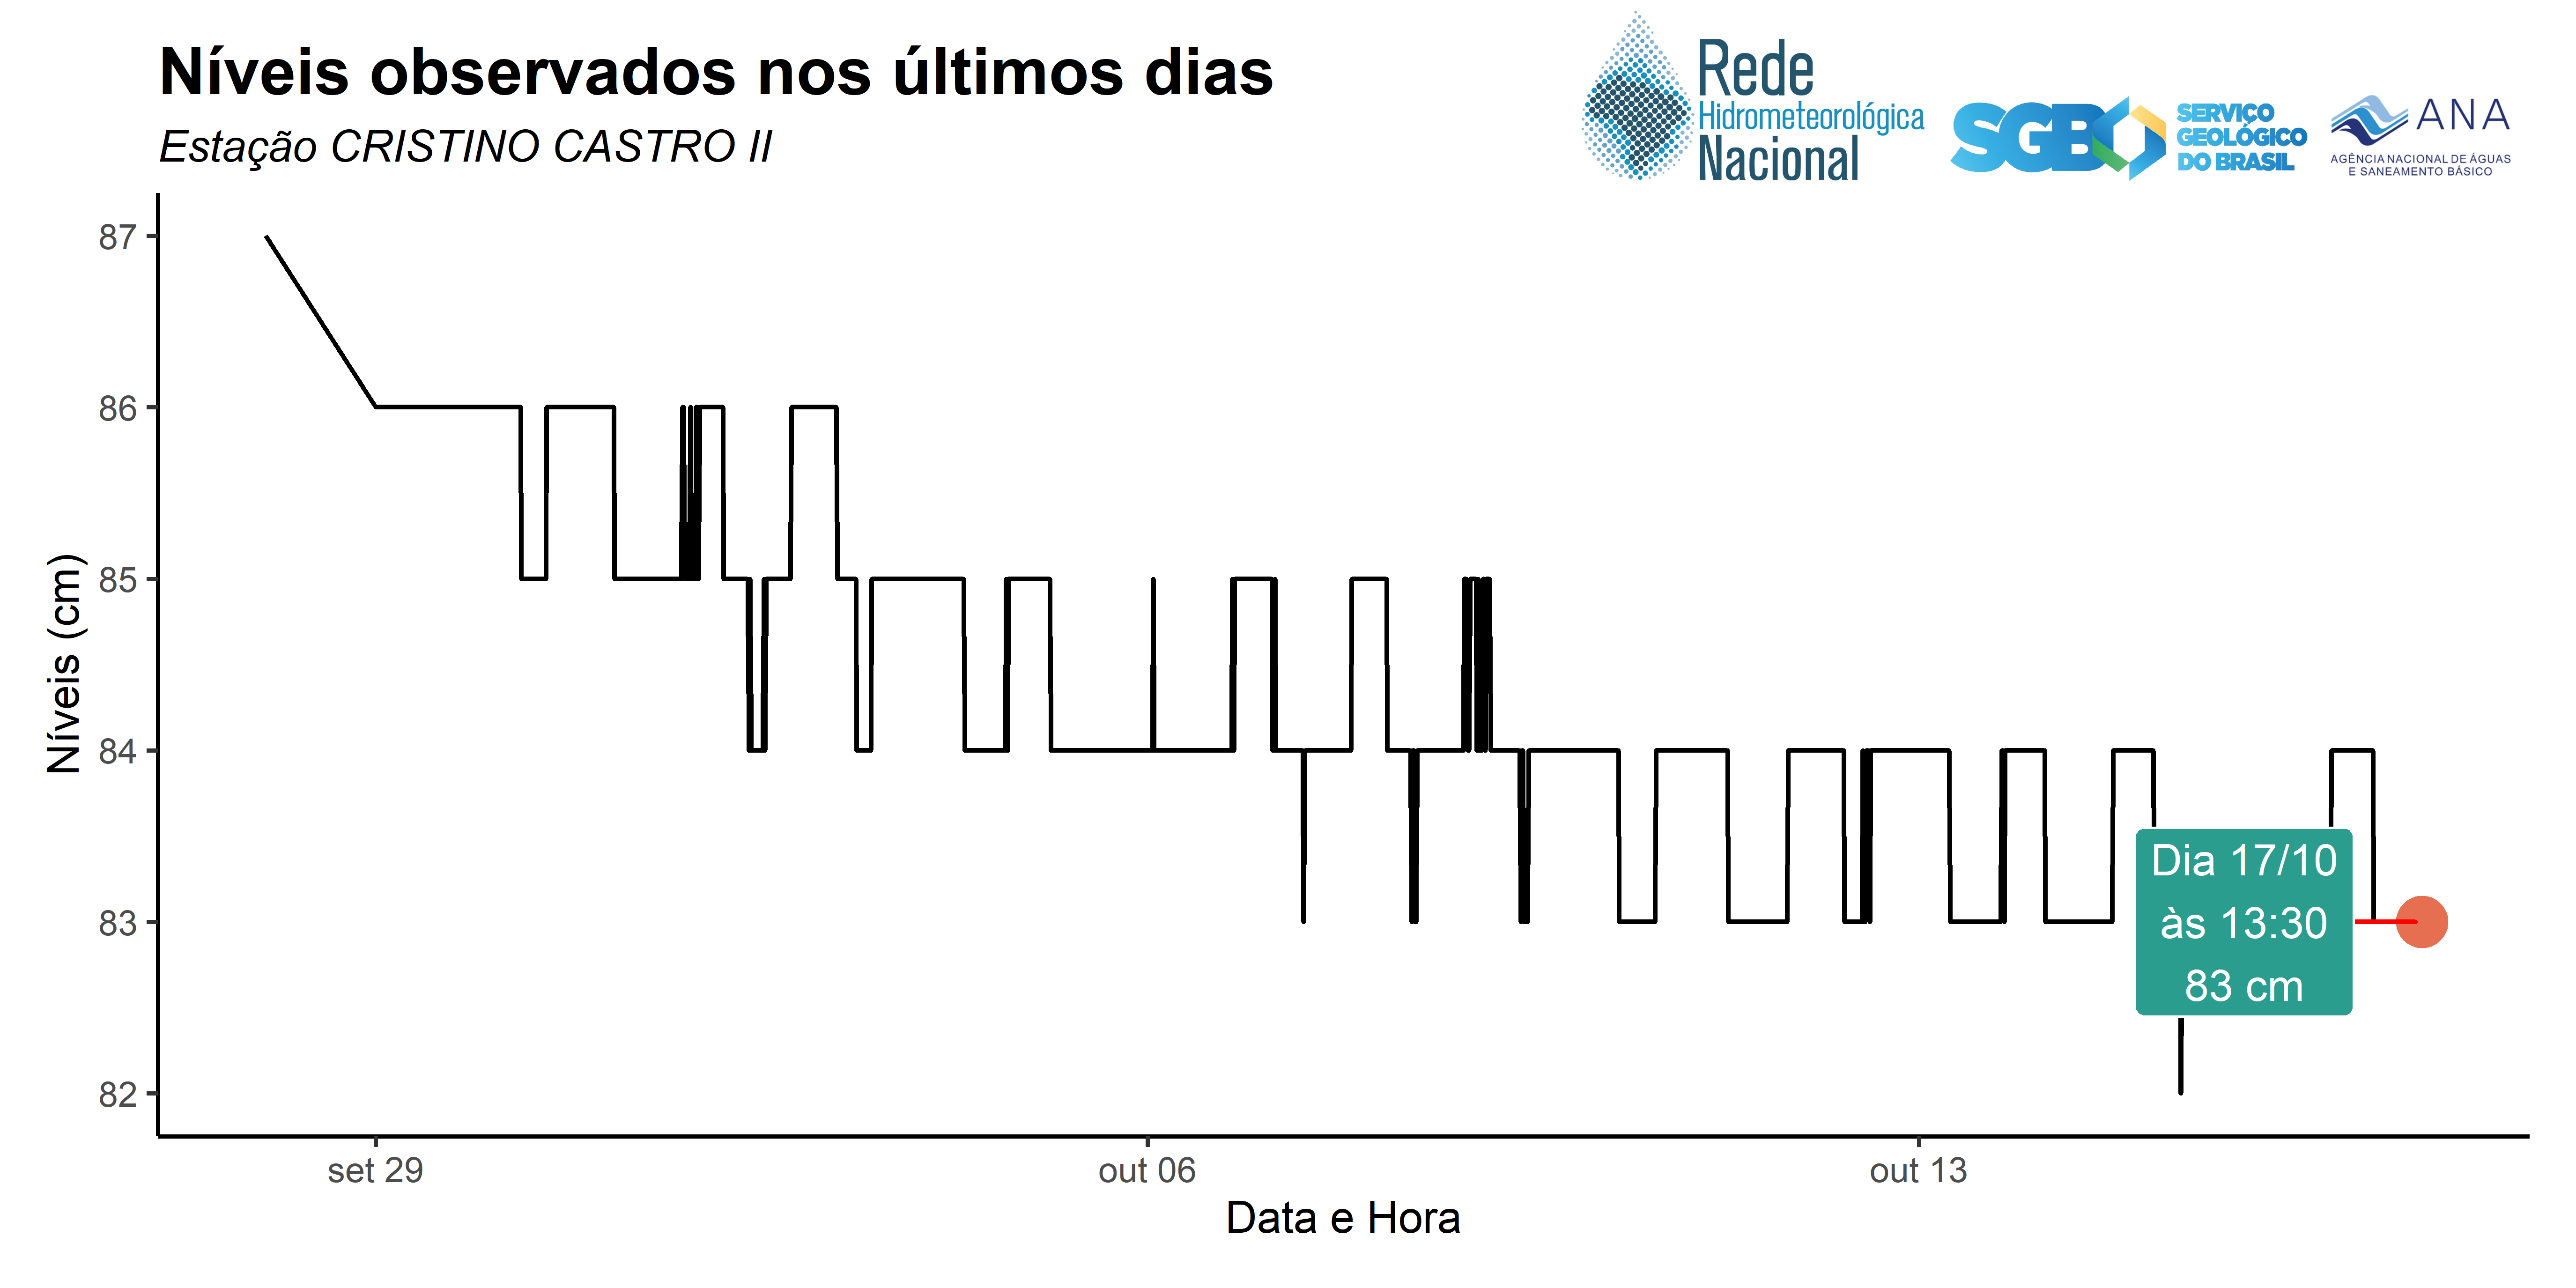 Níveis observados nos últimos dias
Estação CRISTINO CASTRO II
Rede
Hidrometeorológica
Nacional
SGB
SERVIÇO
GEOLÓGICO
DO BRASIL
ANA
AGÊNCIA NACIONAL DE ÁGUAS
E SANEAMENTO BÁSICO
Níveis (cm)
87
86
85
84
83
82
Dia 17/10
às 13:30
83 cm
set 29
out 06
out 13
Data e Hora